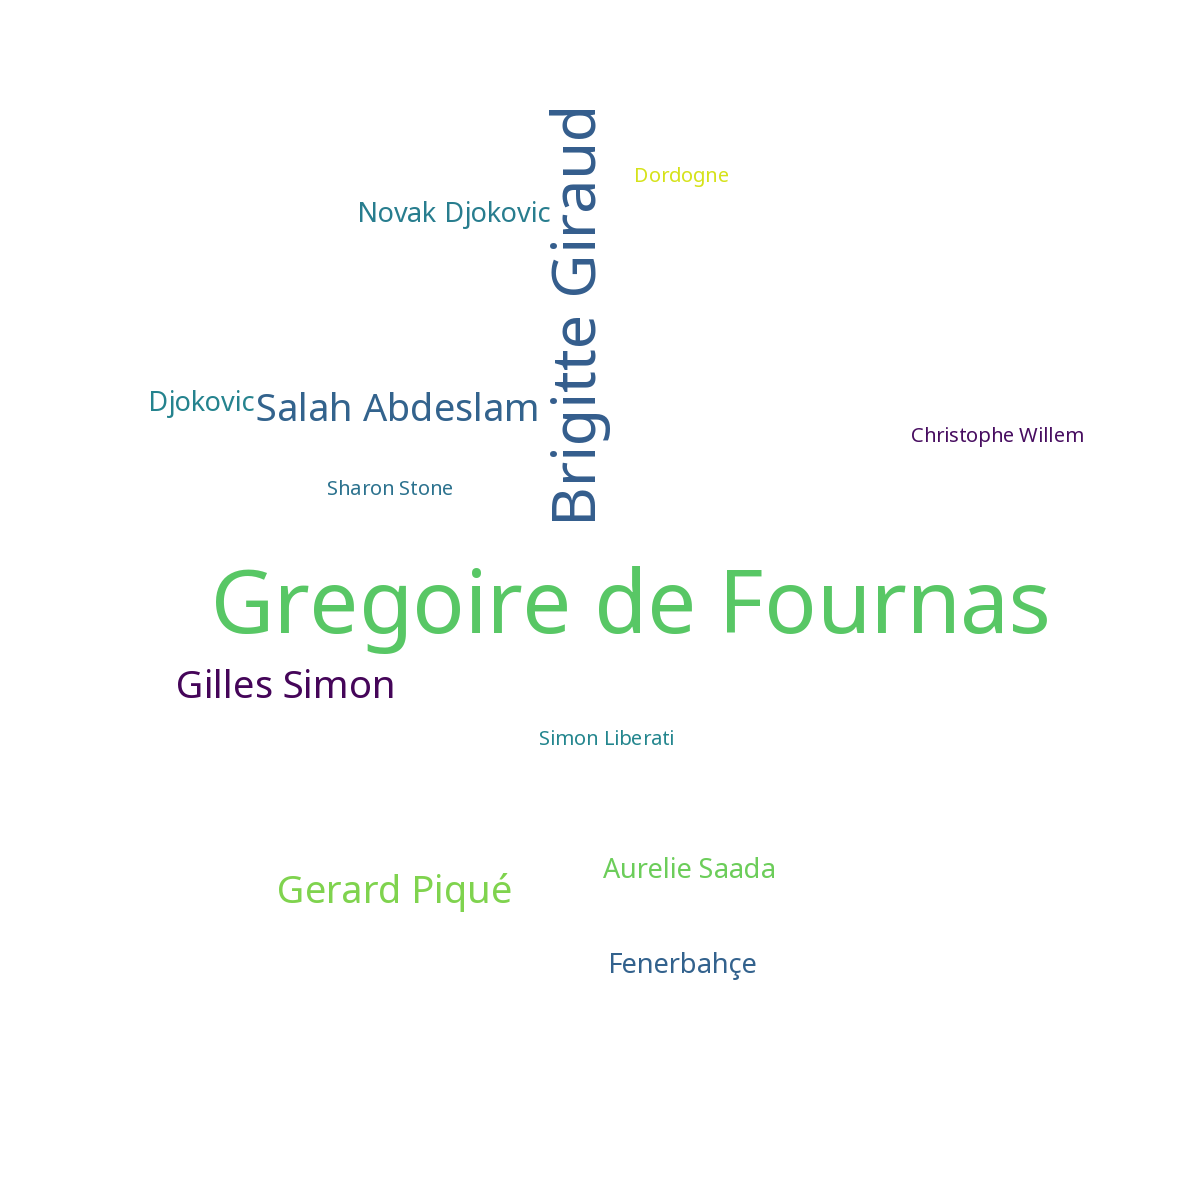 Brigitte Giraud
Dordogne
Novak Djokovic
Djokovic
Salah Abdeslam
Christophe Willem
Sharon Stone
Gregoire de Fournas
Gilles Simon
Simon Liberati
Aurelie Saada
Gerard Piqué
Fenerbahçe